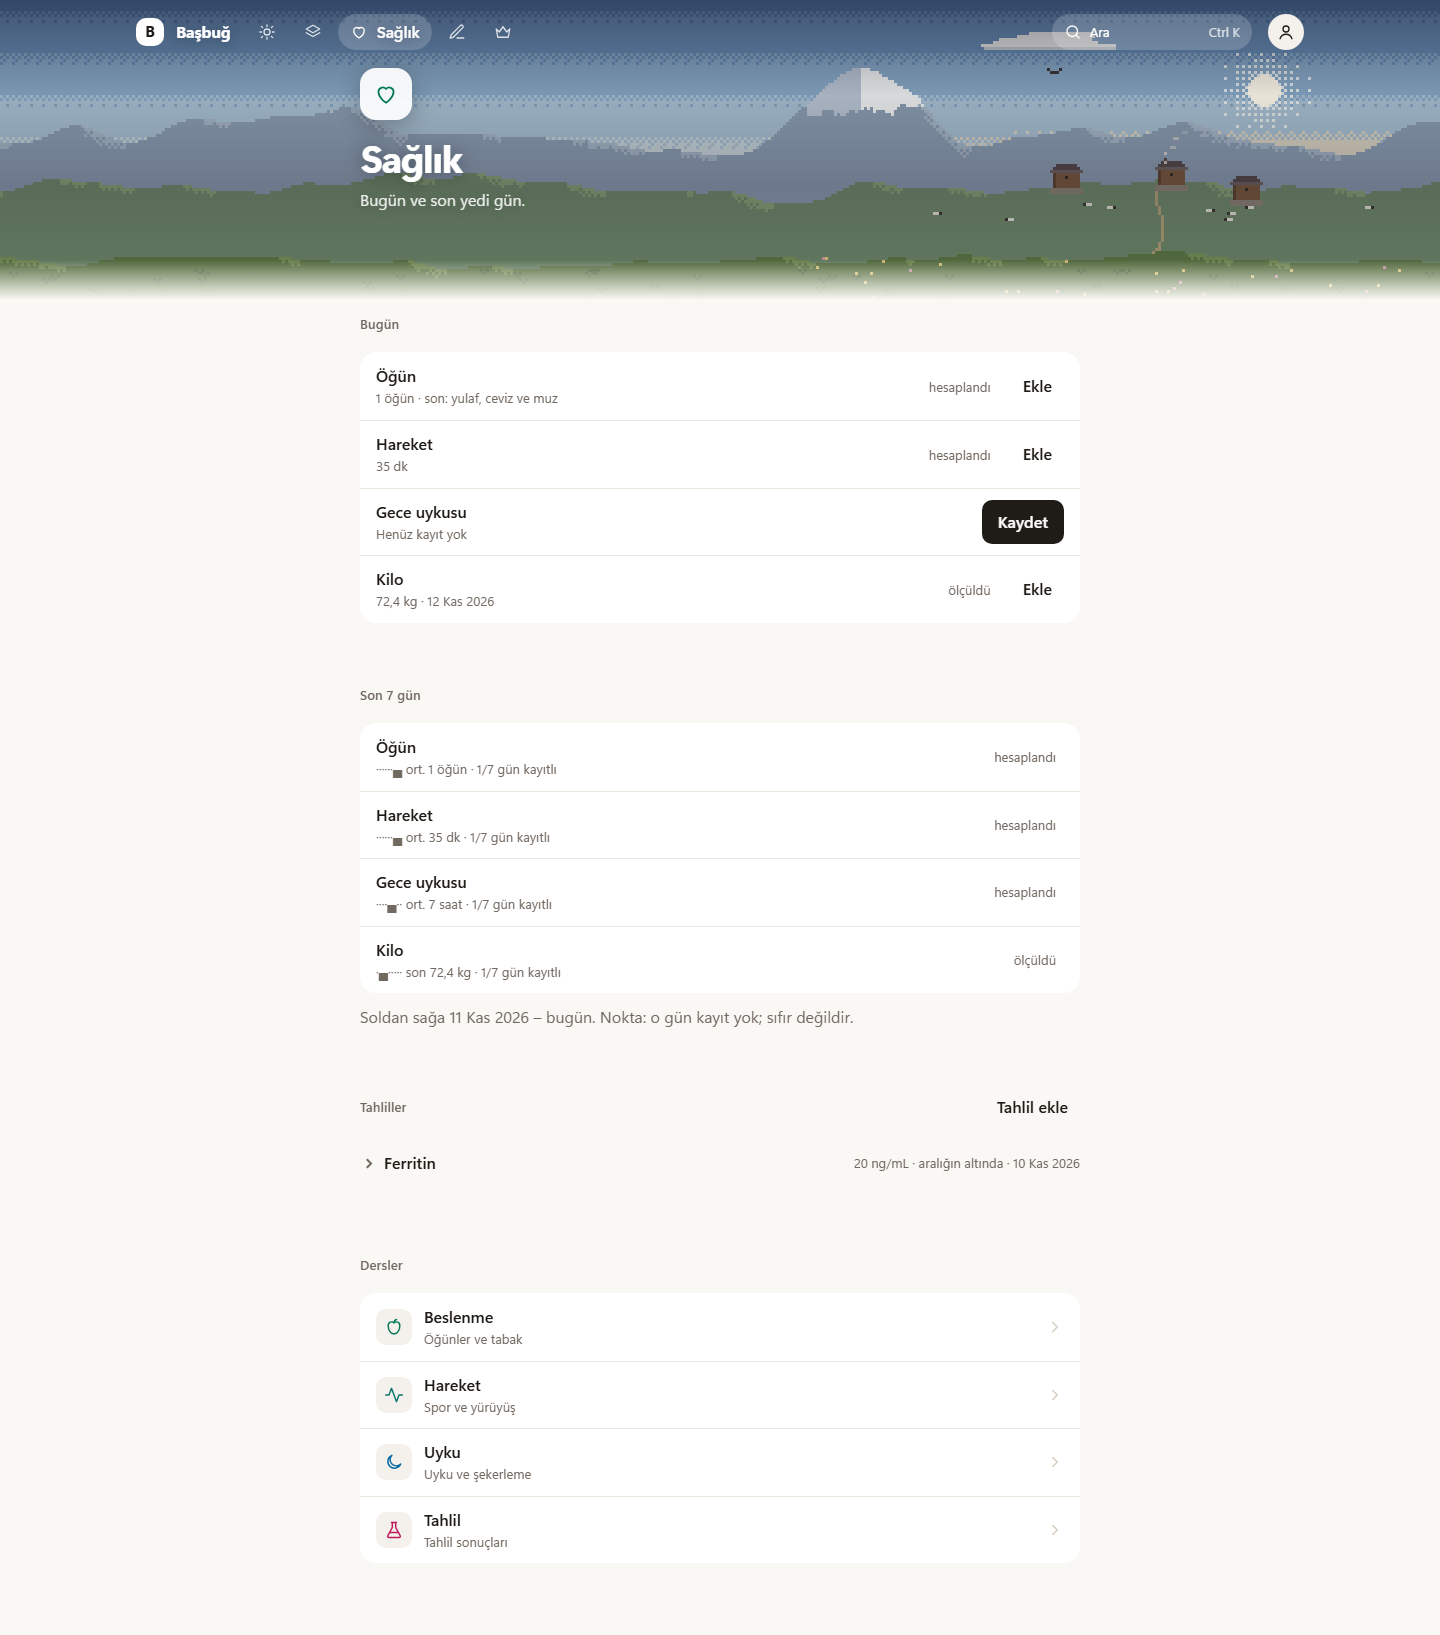 B Başbuğ Sağlık Ara Ctrl K
Sağlık
Bugün ve son yedi gün.
Bugün
Öğün
1 öğün · son: yulaf, ceviz ve muz
hesaplandı Ekle
Hareket
35 dk
hesaplandı Ekle
Gece uykusu
Henüz kayıt yok
Kaydet
Kilo
72,4 kg · 12 Kas 2026
ölçüldü Ekle
Son 7 gün
Öğün
······▄ ort. 1 öğün · 1/7 gün kayıtlı
hesaplandı
Hareket
······▄ ort. 35 dk · 1/7 gün kayıtlı
hesaplandı
Gece uykusu
····▄·· ort. 7 saat · 1/7 gün kayıtlı
hesaplandı
Kilo
·▄····· son 72,4 kg · 1/7 gün kayıtlı
ölçüldü
Soldan sağa 11 Kas 2026 – bugün. Nokta: o gün kayıt yok; sıfır değildir.
Tahliller Tahlil ekle
Ferritin 20 ng/mL · aralığın altında · 10 Kas 2026
Dersler
Beslenme
Öğünler ve tabak
Hareket
Spor ve yürüyüş
Uyku
Uyku ve şekerleme
Tahlil
Tahlil sonuçları